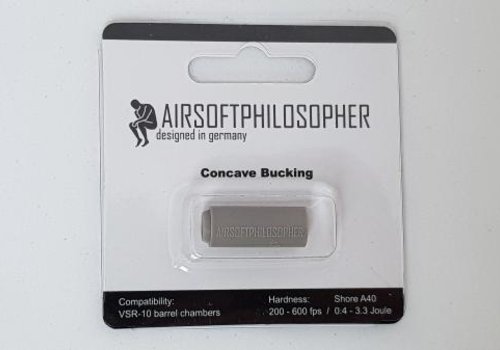 AIRSOFTPHILOSOPHER
designed in germany
Concave Bucking
AIRSOFTPHILOSOPHER
Compatibility:
VSR-10 barrel chambers
Hardness: Shore A40
200 - 600 fps / 0.4 - 3.3 Joule